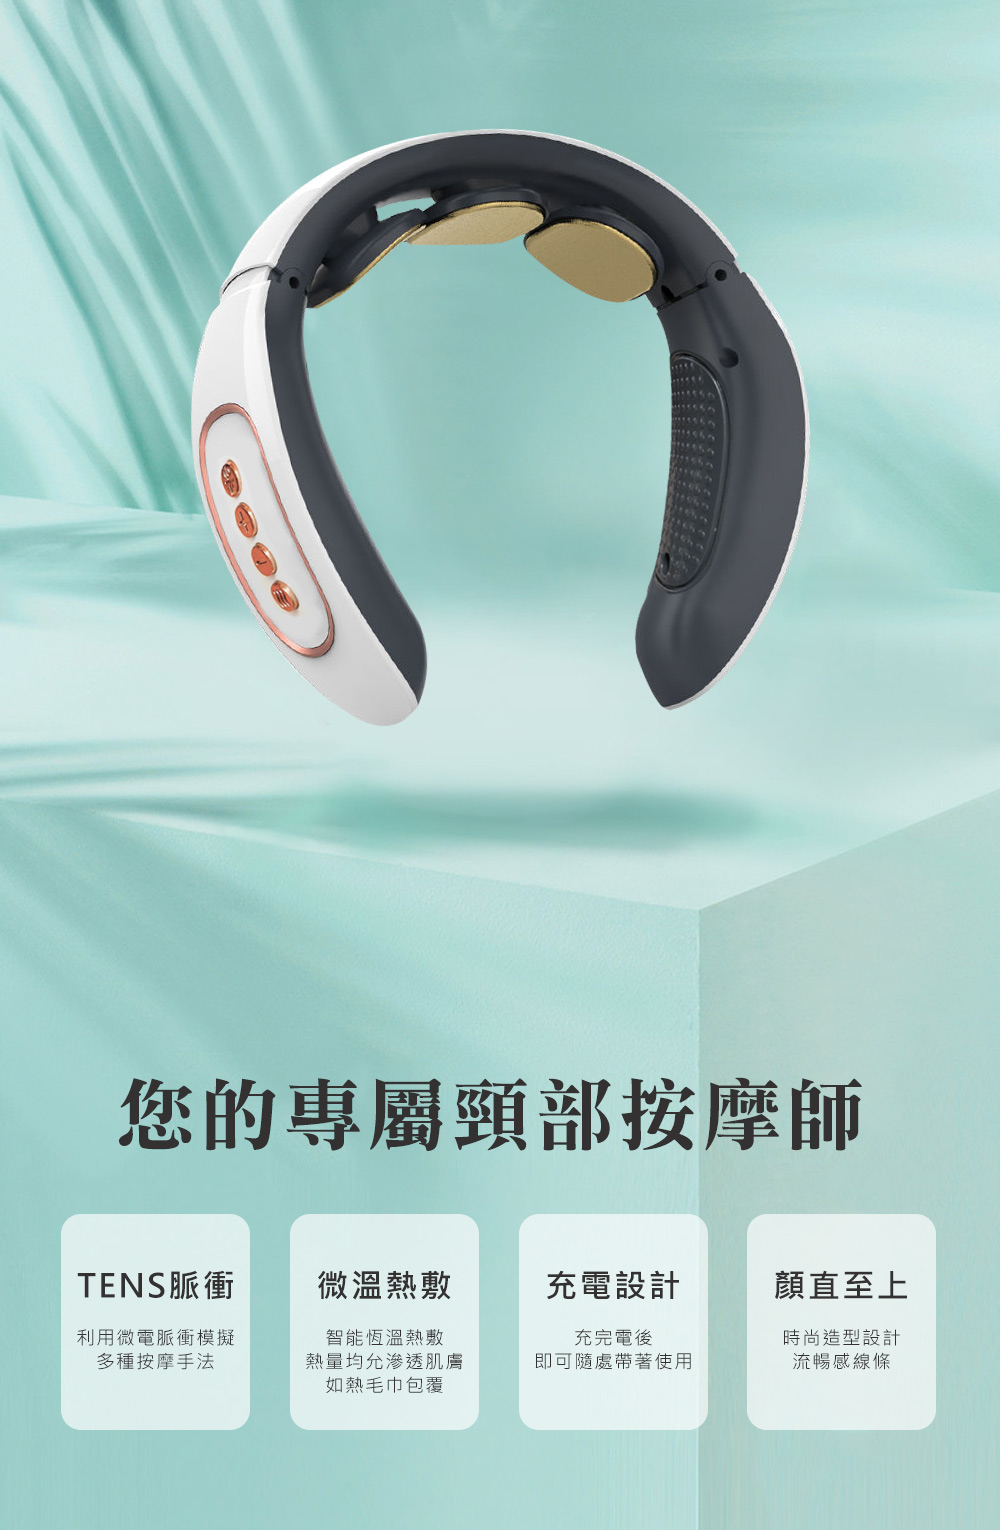 您的專屬頸部按摩師
TENS脈衝
利用微電脈衝模擬
多種按摩手法
微溫熱敷
智能恆溫熱敷
熱量均允滲透肌膚
如熱毛巾包覆
充電設計
充完電後
即可隨處帶著使用
顏直至上
時尚造型設計
流暢感線條